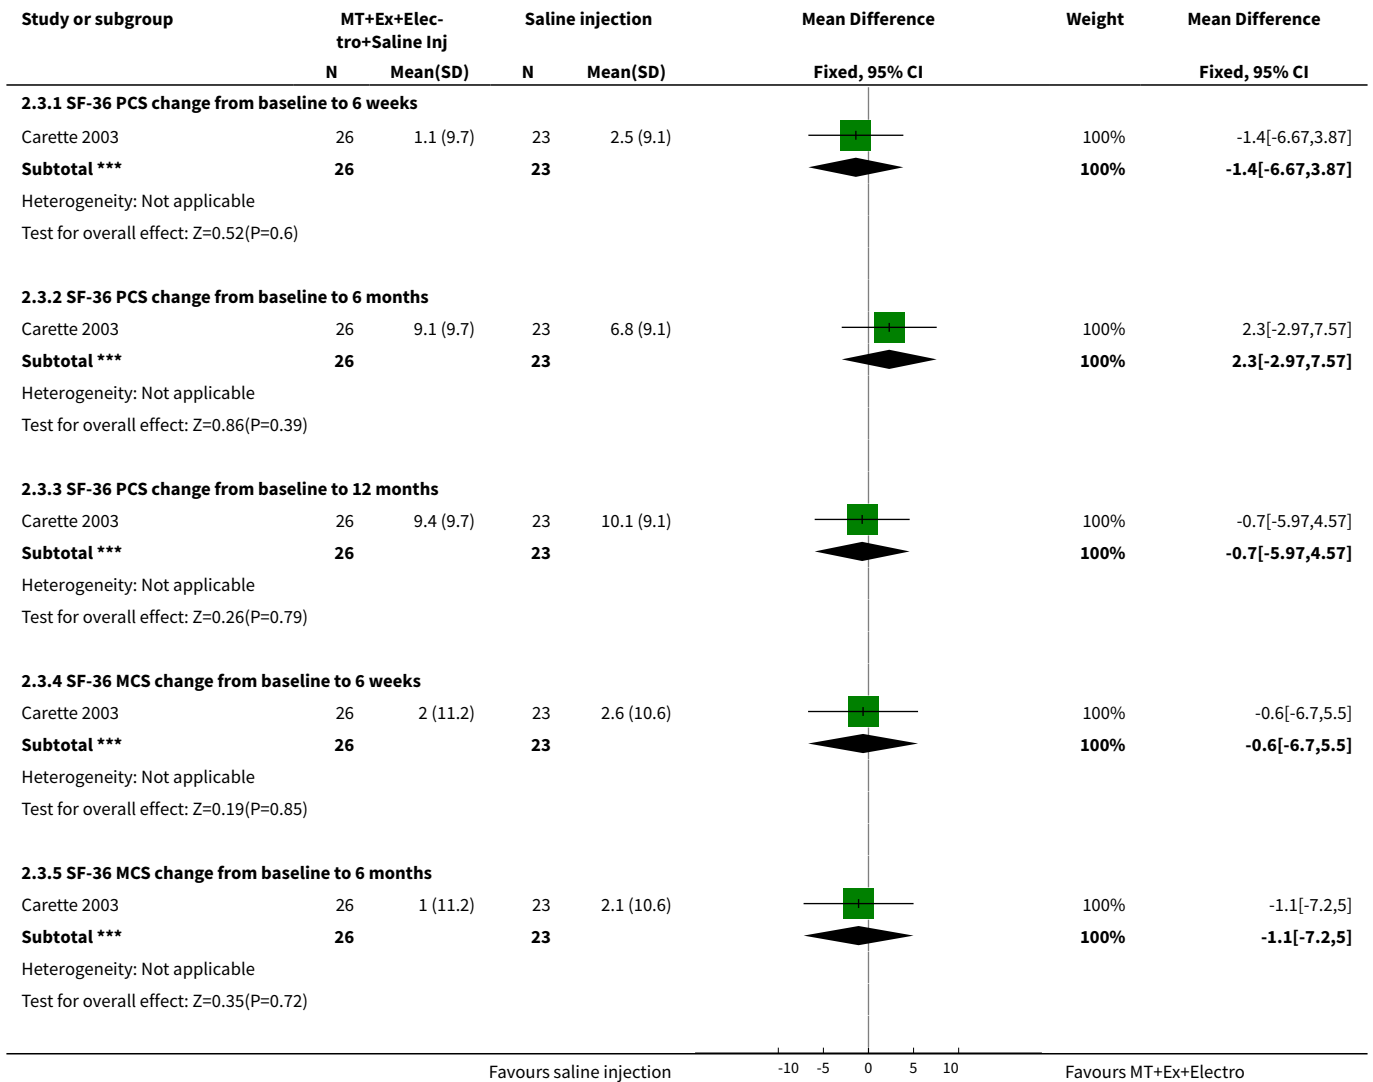 Study or subgroup MT+Ex+Elec- Saline injection Mean Difference Weight Mean Difference
tro+Saline Inj
N Mean(SD) N Mean(SD) Fixed, 95% CI Fixed, 95% CI
2.3.1 SF-36 PCS change from baseline to 6 weeks
Carette 2003 26 1.1 (9.7) 23 2.5 (9.1) 100% -1.4[-6.67,3.87]
Subtotal *** 26 23 100% -1.4[-6.67,3.87]
Heterogeneity: Not applicable
Test for overall effect: Z=0.52(P=0.6)
2.3.2 SF-36 PCS change from baseline to 6 months
Carette 2003 26 9.1 (9.7) 23 6.8 (9.1) 100% 2.3[-2.97,7.57]
Subtotal *** 26 23 100% 2.3[-2.97,7.57]
Heterogeneity: Not applicable
Test for overall effect: Z=0.86(P=0.39)
2.3.3 SF-36 PCS change from baseline to 12 months
Carette 2003 26 9.4 (9.7) 23 10.1 (9.1) 100% -0.7[-5.97,4.57]
Subtotal *** 26 23 100% -0.7[-5.97,4.57]
Heterogeneity: Not applicable
Test for overall effect: Z=0.26(P=0.79)
2.3.4 SF-36 MCS change from baseline to 6 weeks
Carette 2003 26 2 (11.2) 23 2.6 (10.6) 100% -0.6[-6.7,5.5]
Subtotal *** 26 23 100% -0.6[-6.7,5.5]
Heterogeneity: Not applicable
Test for overall effect: Z=0.19(P=0.85)
2.3.5 SF-36 MCS change from baseline to 6 months
Carette 2003 26 1 (11.2) 23 2.1 (10.6) 100% -1.1[-7.2,5]
Subtotal *** 26 23 100% -1.1[-7.2,5]
Heterogeneity: Not applicable
Test for overall effect: Z=0.35(P=0.72)
Favours saline injection -10 -5 0 5 10 Favours MT+Ex+Electro